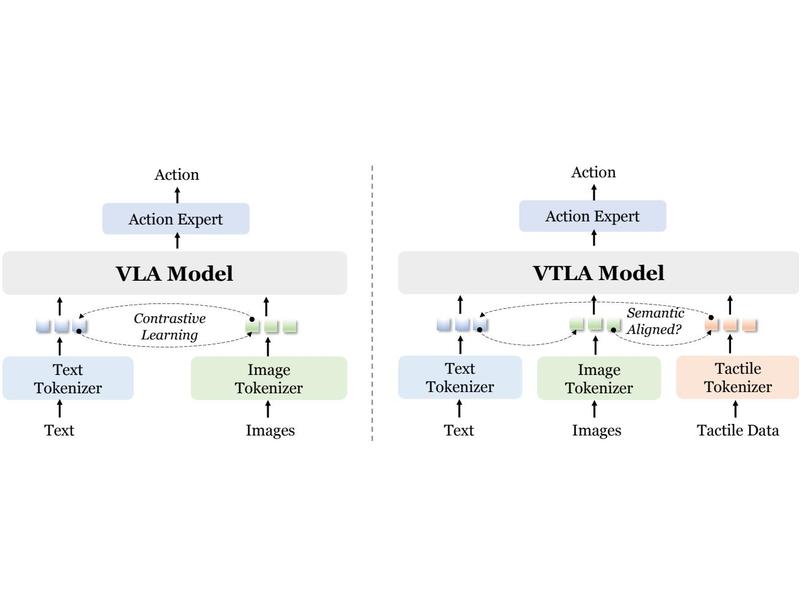 Action
Action Expert
VLA Model
Contrastive
Learning
Text
Tokenizer
Image
Tokenizer
Text
Images
Action
Action Expert
VTLA Model
Semantic
Aligned?
Text
Tokenizer
Image
Tokenizer
Tactile
Tokenizer
Text
Images
Tactile Data